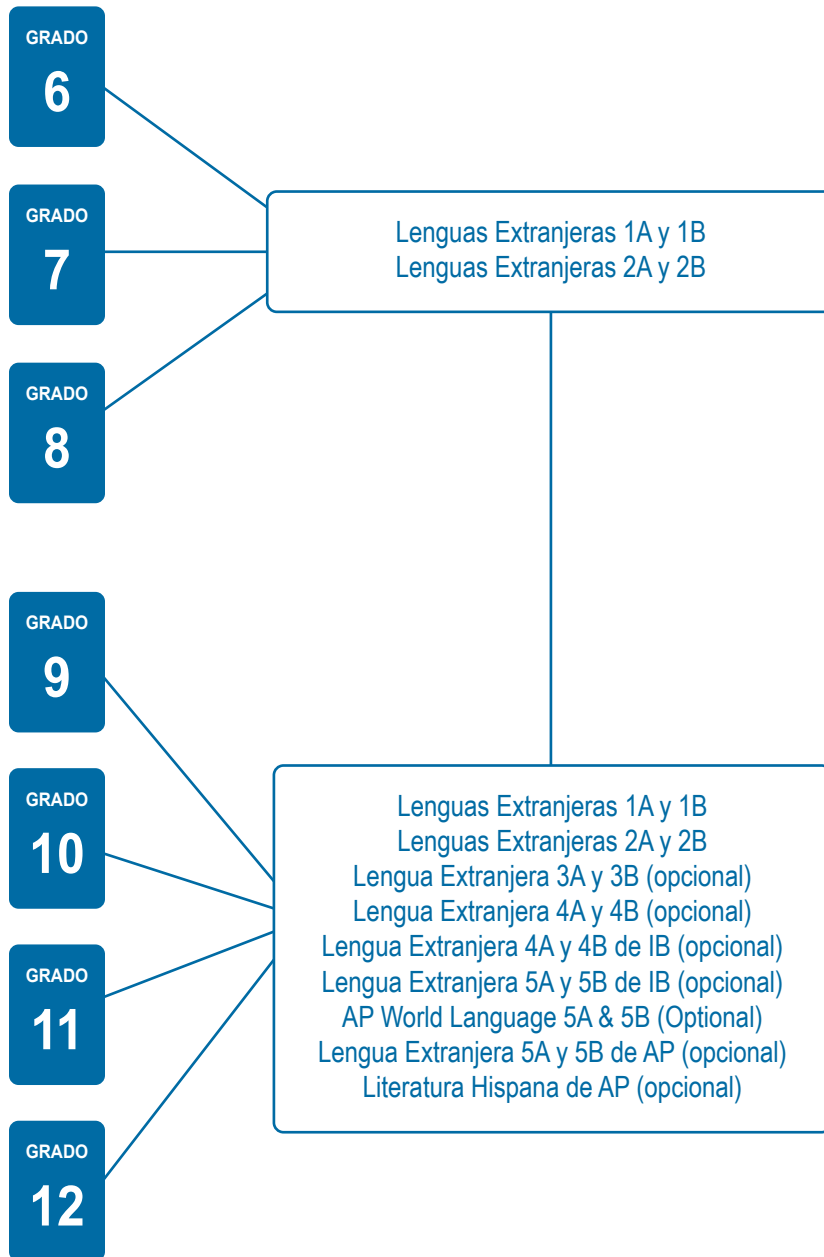 GRADO
6
GRADO
7
GRADO
8
Lenguas Extranjeras 1A y 1B
Lenguas Extranjeras 2A y 2B
GRADO
9
GRADO
10
GRADO
11
GRADO
12
Lenguas Extranjeras 1A y 1B
Lenguas Extranjeras 2A y 2B
Lengua Extranjera 3A y 3B (opcional)
Lengua Extranjera 4A y 4B (opcional)
Lengua Extranjera 4A y 4B de IB (opcional)
Lengua Extranjera 5A y 5B de IB (opcional)
AP World Language 5A & 5B (Optional)
Lengua Extranjera 5A y 5B de AP (opcional)
Literatura Hispana de AP (opcional)